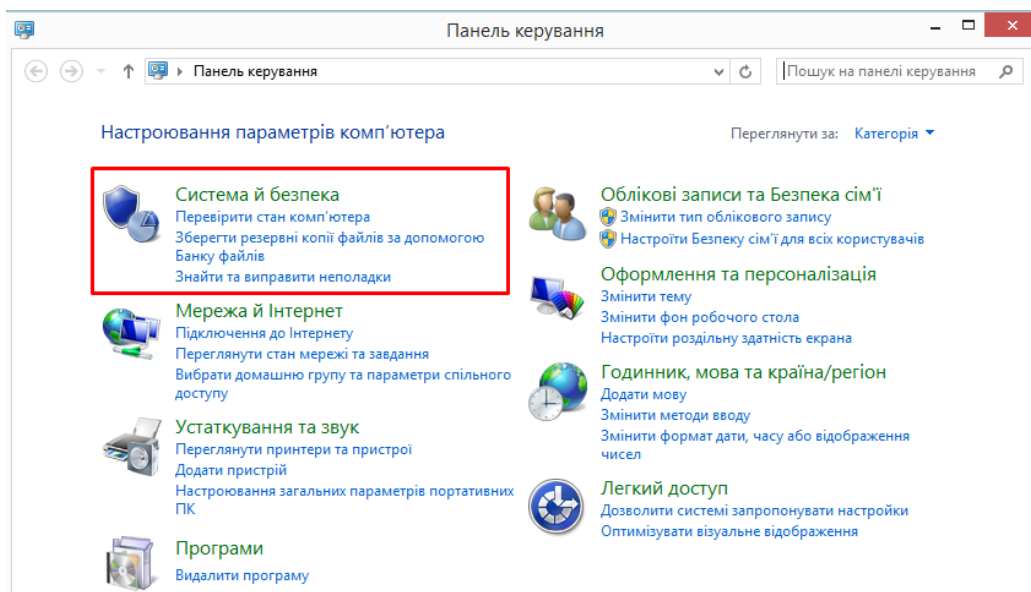 Панель керування
Панель керування
Пошук на панелі керування
Настроювання параметрів комп'ютера
Переглянути за: Категорія
Система й безпека
Перевірити стан комп'ютера
Зберегти резервні копії файлів за допомогою
Банку файлів
Знайти та виправити неполадки
Мережа й Інтернет
Підключення до Інтернету
Переглянути стан мережі та завдання
Вибрати домашню групу та параметри спільного
доступу
Устаткування та звук
Переглянути принтери та пристрої
Додати пристрій
Настроювання загальних параметрів портативних
ПК
Програми
Видалити програму
Облікові записи та Безпека сім'ї
Змінити тип облікового запису
Настроїти Безпеку сім'ї для всіх користувачів
Оформлення та персоналізація
Змінити тему
Змінити фон робочого стола
Настроїти роздільну здатність екрана
Годинник, мова та країна/регіон
Додати мову
Змінити методи вводу
Змінити формат дати, часу або відображення
чисел
Легкий доступ
Дозволити системі запропонувати настройки
Оптимізувати візуальне відображення